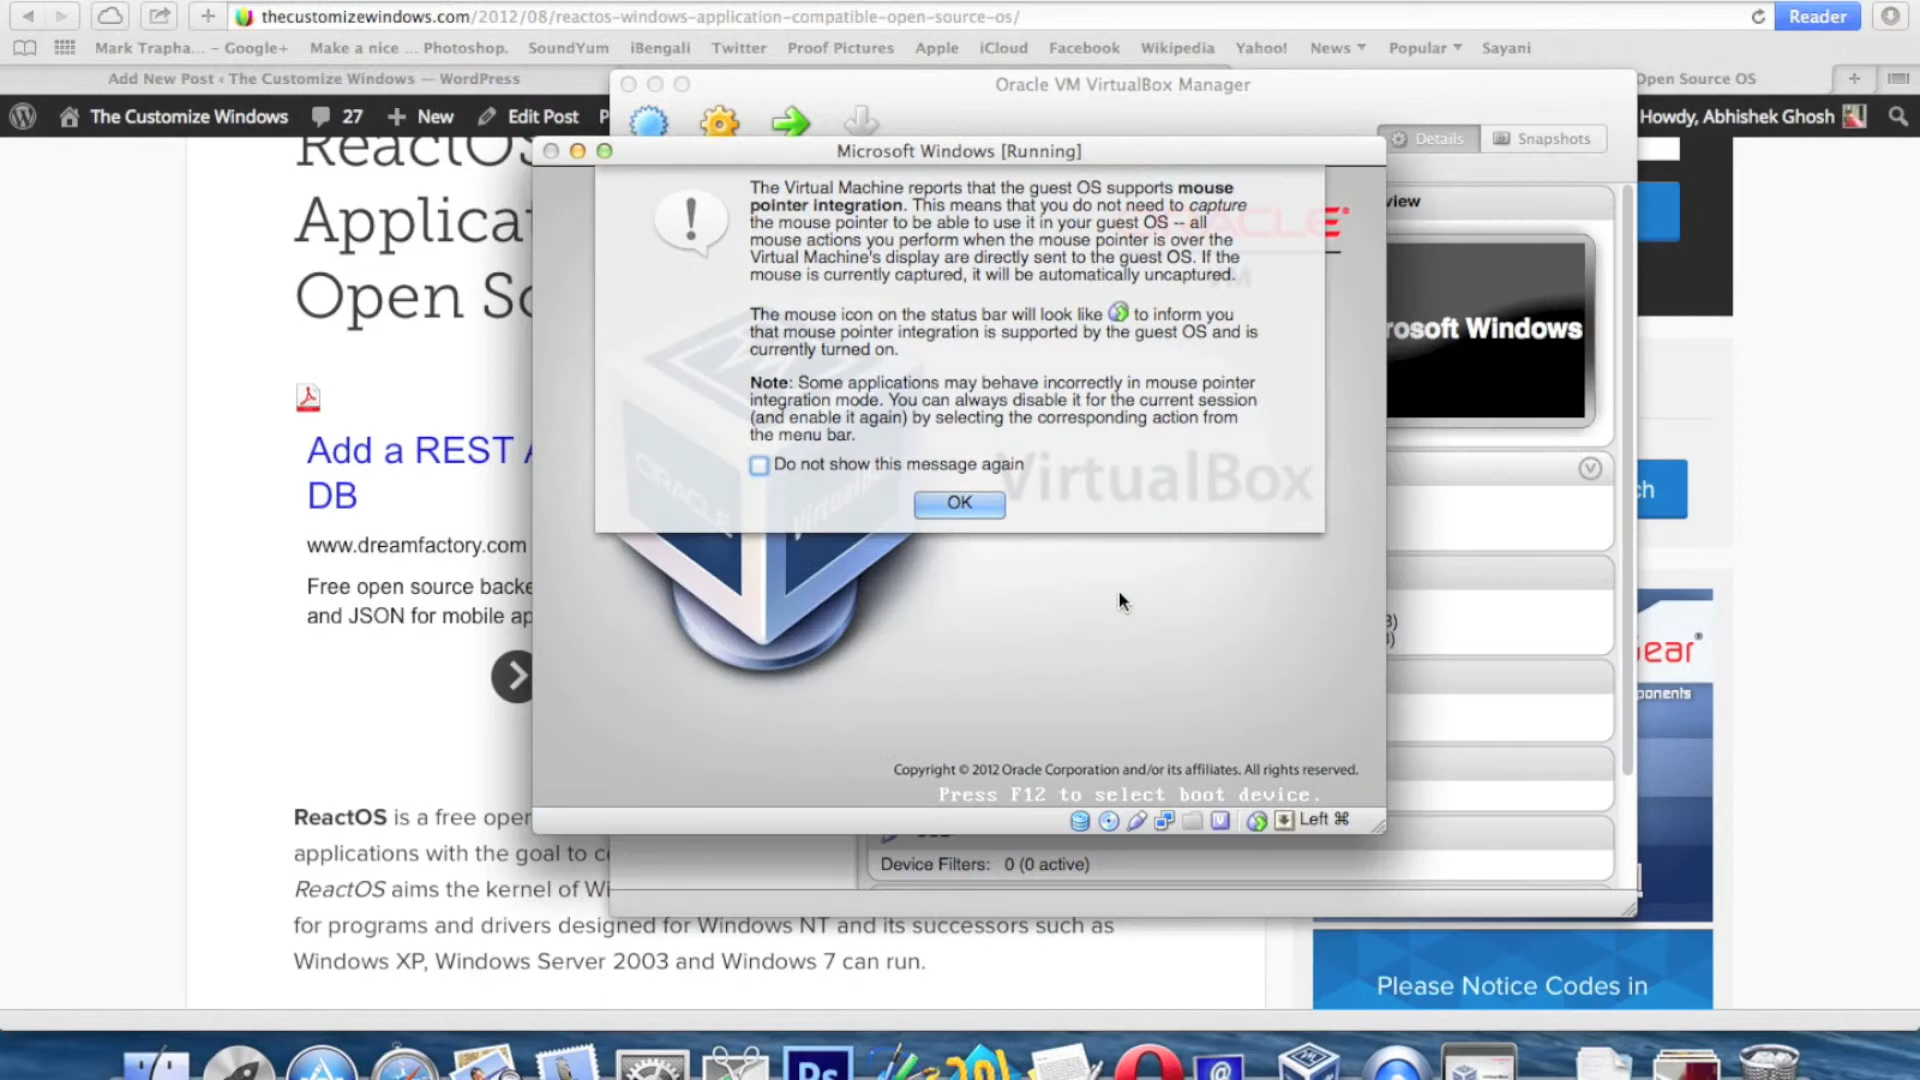 thecustomizewindows.com/2012/08/reactos-windows-application-compatible-open-source-os/
Reader
Mark Trapha... – Google+ Make a nice ... Photoshop. SoundYum iBengali Twitter Proof Pictures Apple iCloud Facebook Wikipedia Yahoo! News Popular Sayani
Add New Post ‹ The Customize Windows — WordPress
Open Source OS
Oracle VM VirtualBox Manager
The Customize Windows 27 New Edit Post P
Howdy, Abhishek Ghosh
Details Snapshots
Microsoft Windows [Running]
ReactOS
Applica
Open So
The Virtual Machine reports that the guest OS supports mouse
pointer integration. This means that you do not need to capture
the mouse pointer to be able to use it in your guest OS -- all
mouse actions you perform when the mouse pointer is over the
Virtual Machine's display are directly sent to the guest OS. If the
mouse is currently captured, it will be automatically uncaptured.
The mouse icon on the status bar will look like to inform you
that mouse pointer integration is supported by the guest OS and is
currently turned on.
Note: Some applications may behave incorrectly in mouse pointer
integration mode. You can always disable it for the current session
(and enable it again) by selecting the corresponding action from
the menu bar.
Do not show this message again
OK
ORACLE
VM
VirtualBox
view
rosoft Windows
ch
Add a REST A
DB
www.dreamfactory.com
Free open source backe
and JSON for mobile ap
3)
)
ear
ponents
Copyright © 2012 Oracle Corporation and/or its affiliates. All rights reserved.
Press F12 to select boot device.
Left ⌘
Device Filters: 0 (0 active)
ReactOS is a free oper
applications with the goal to c
ReactOS aims the kernel of Wi
for programs and drivers designed for Windows NT and its successors such as
Windows XP, Windows Server 2003 and Windows 7 can run.
Please Notice Codes in
Ps
@